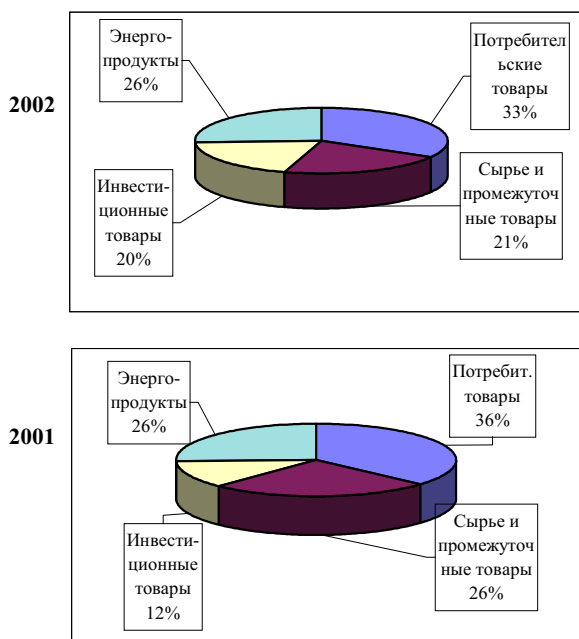 2002
Энерго-
продукты
26%
Потребител
ьские
товары
33%
Инвести-
ционные
товары
20%
Сырье и
промежуточ
ные товары
21%
2001
Энерго-
продукты
26%
Потребит.
товары
36%
Инвести-
ционные
товары
12%
Сырье и
промежуточ
ные товары
26%